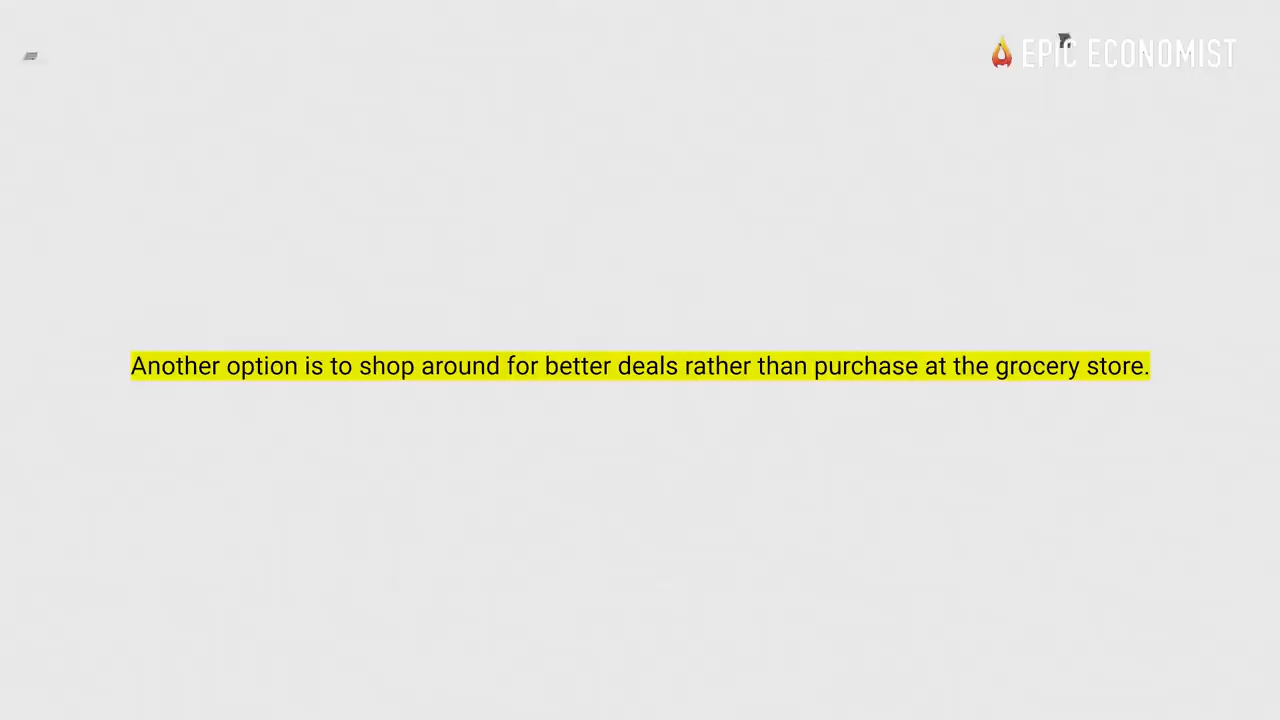 EPIC ECONOMIST
Another option is to shop around for better deals rather than purchase at the grocery store.